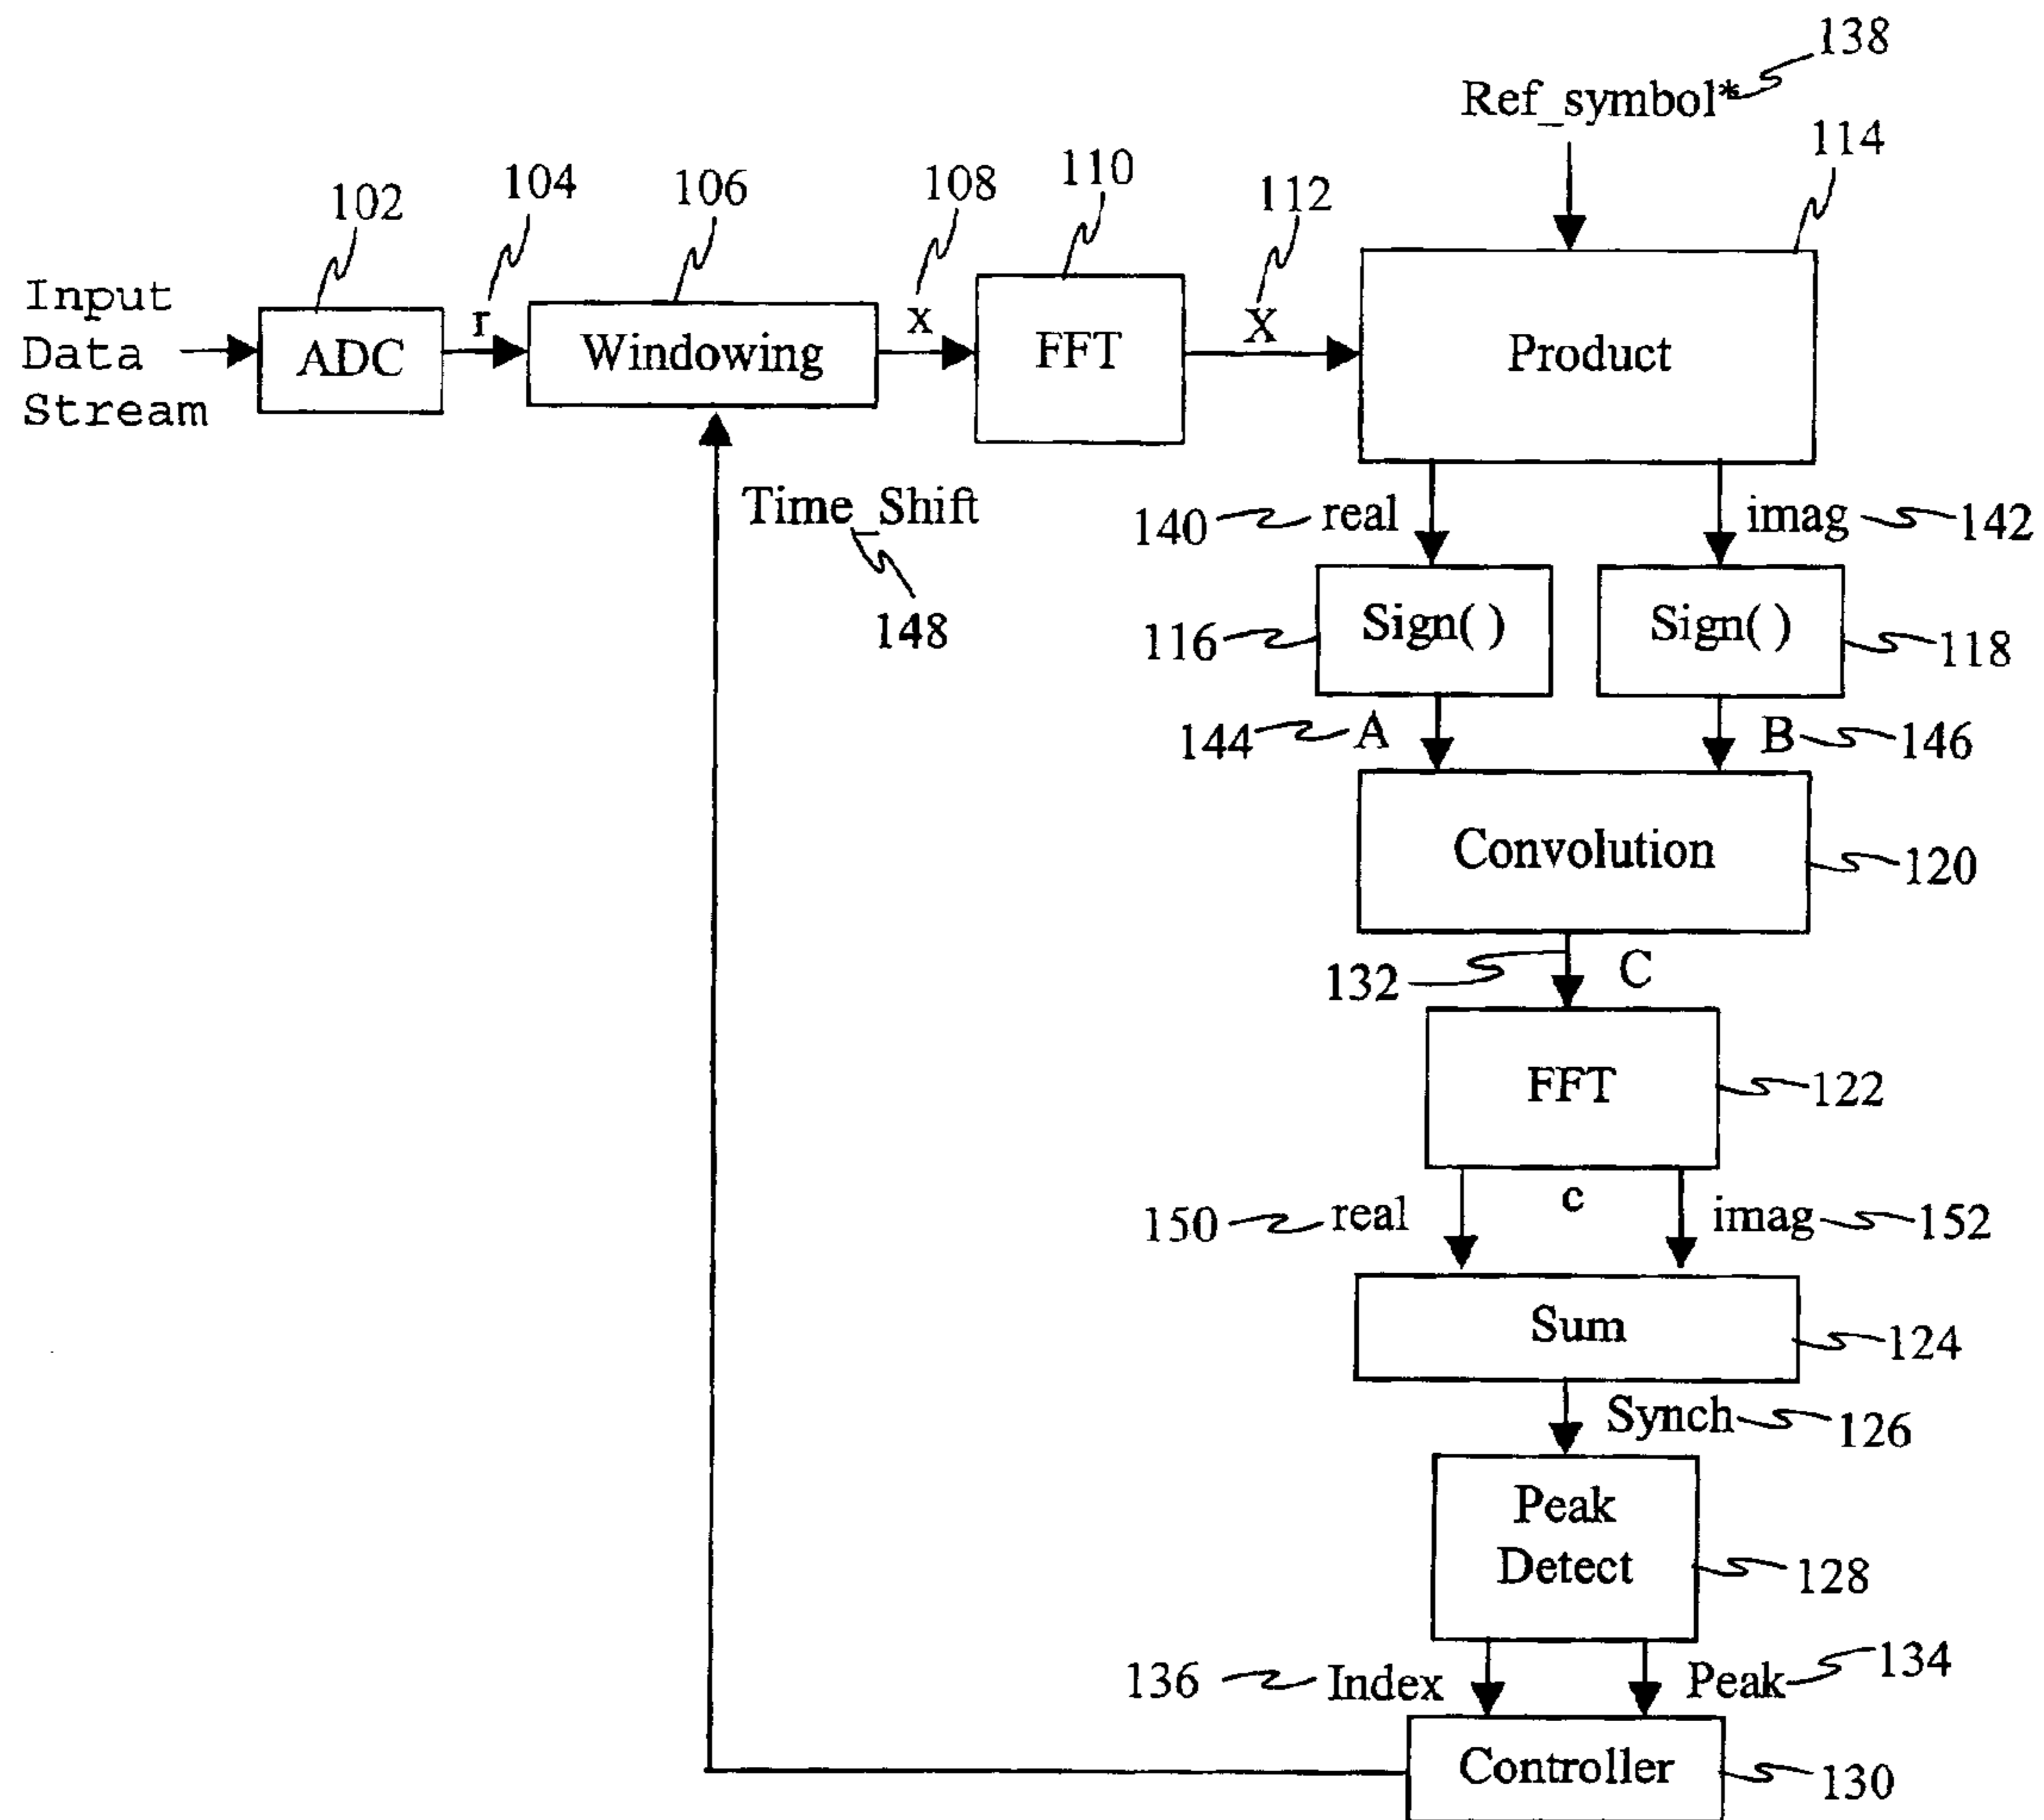 138
Ref_symbol*
114
102
104
106
108
110
112
Input
Data
Stream
ADC
r
Windowing
x
FFT
X
Product
Time_Shift
148
140
real
imag
142
116
Sign( )
Sign( )
118
144
A
B
146
Convolution
120
132
C
FFT
122
150
real
c
imag
152
Sum
124
Synch
126
Peak
Detect
128
136
Index
Peak
134
Controller
130